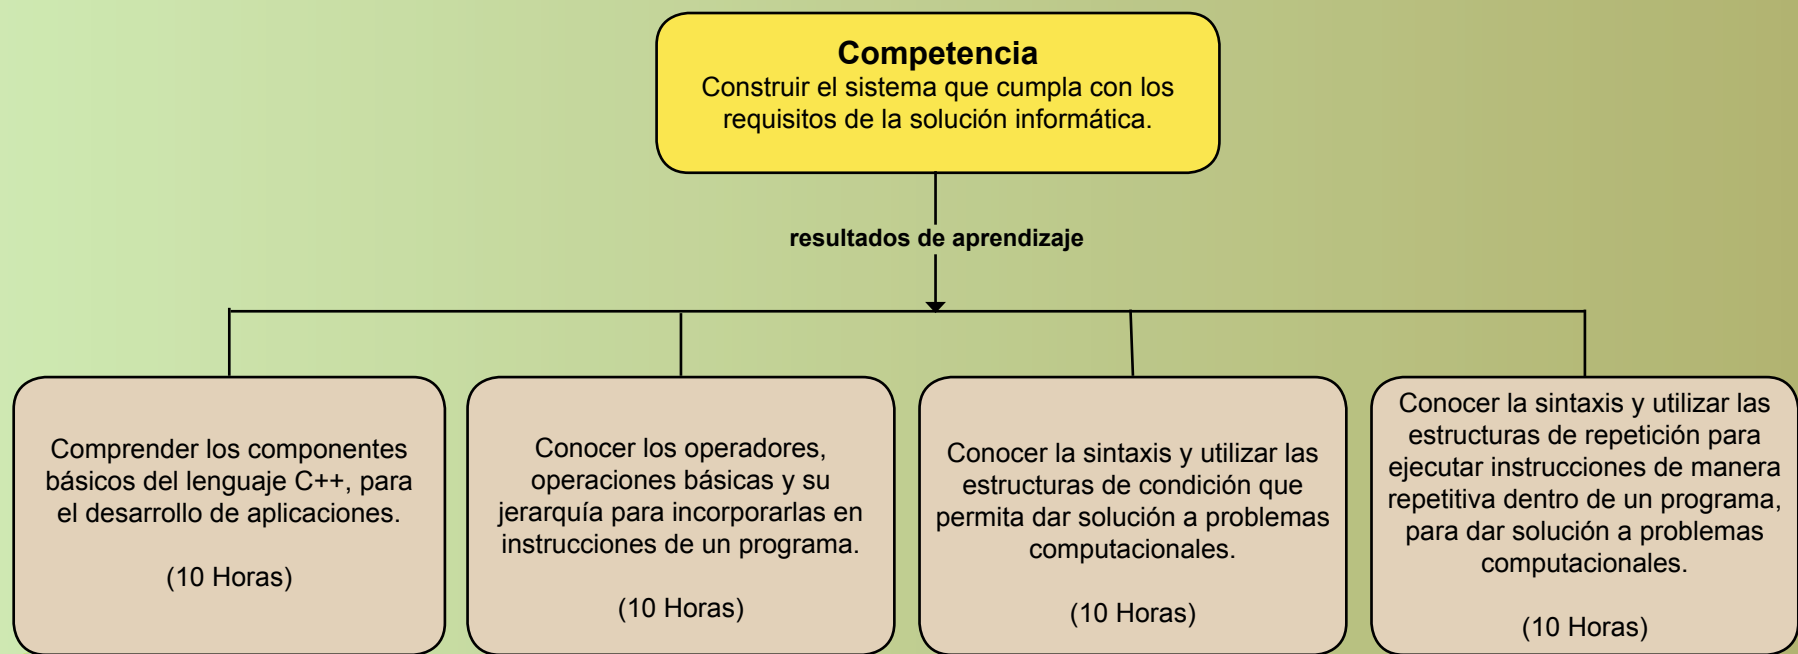 Competencia
Construir el sistema que cumpla con los
requisitos de la solución informática.
resultados de aprendizaje
Comprender los componentes
básicos del lenguaje C++, para
el desarrollo de aplicaciones.
(10 Horas)
Conocer los operadores,
operaciones básicas y su
jerarquía para incorporarlas en
instrucciones de un programa.
(10 Horas)
Conocer la sintaxis y utilizar las
estructuras de condición que
permita dar solución a problemas
computacionales.
(10 Horas)
Conocer la sintaxis y utilizar las
estructuras de repetición para
ejecutar instrucciones de manera
repetitiva dentro de un programa,
para dar solución a problemas
computacionales.
(10 Horas)